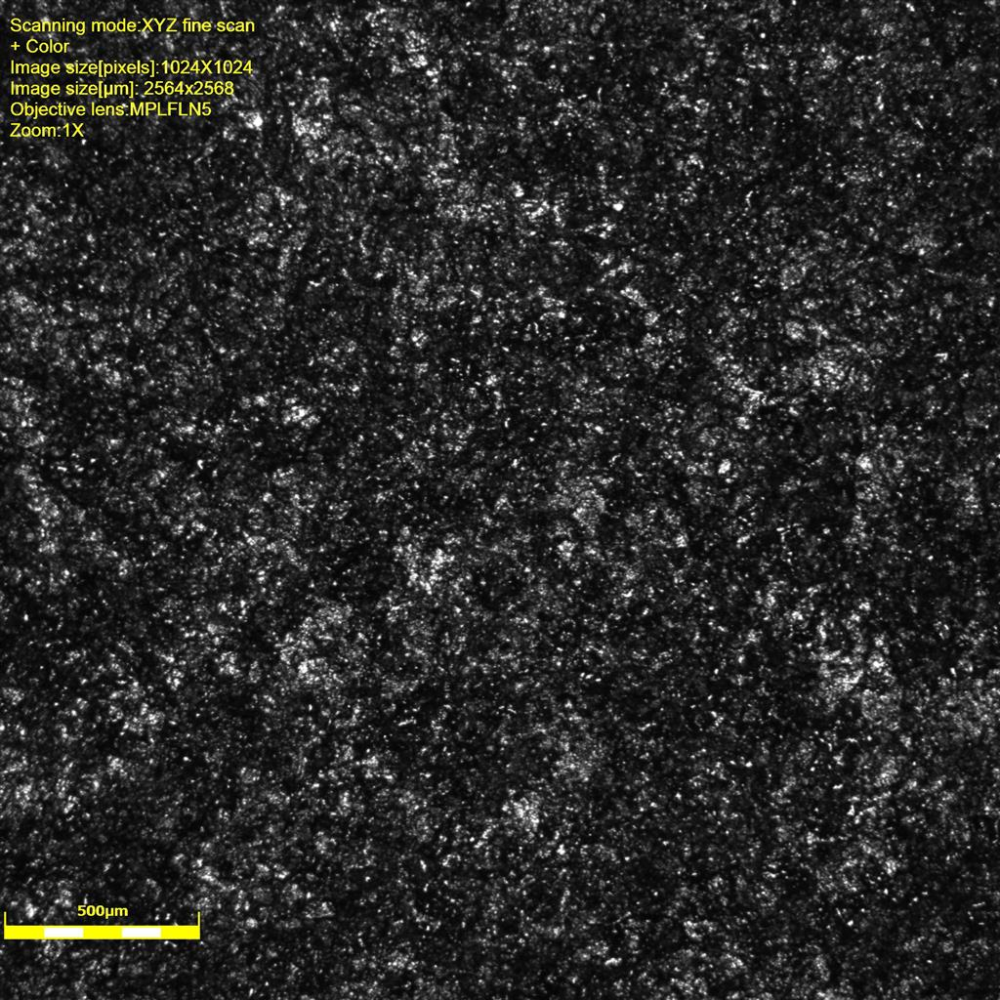 Scanning mode:XYZ fine scan
+ Color
Image size[pixels]:1024X1024
Image size[µm]: 2564x2568
Objective lens:MPLFLN5
Zoom:1X
500µm